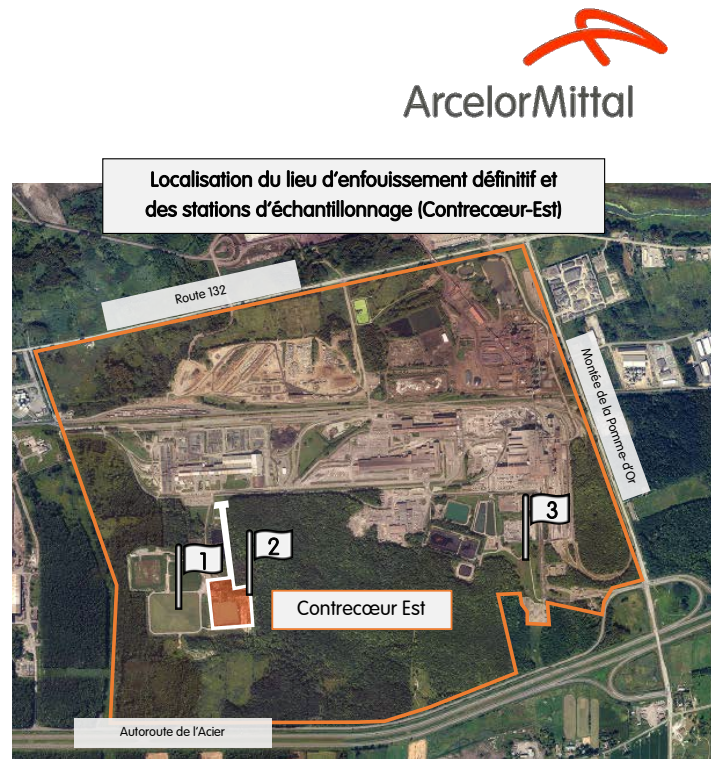 ArcelorMittal
Localisation du lieu d'enfouissement définitif et
des stations d'échantillonnage (Contrecœur-Est)
Route 132
Montée de la Pomme-d'Or
1
2
3
Contrecœur Est
Autoroute de l'Acier